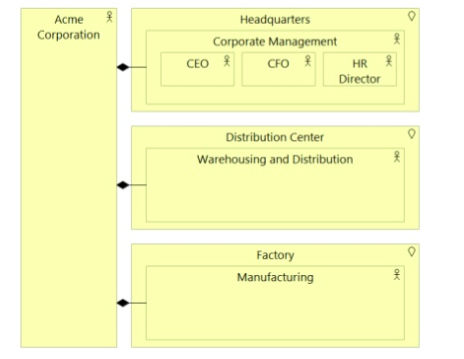 Acme
Corporation
Headquarters
Corporate Management
CEO
CFO
HR
Director
Distribution Center
Warehousing and Distribution
Factory
Manufacturing